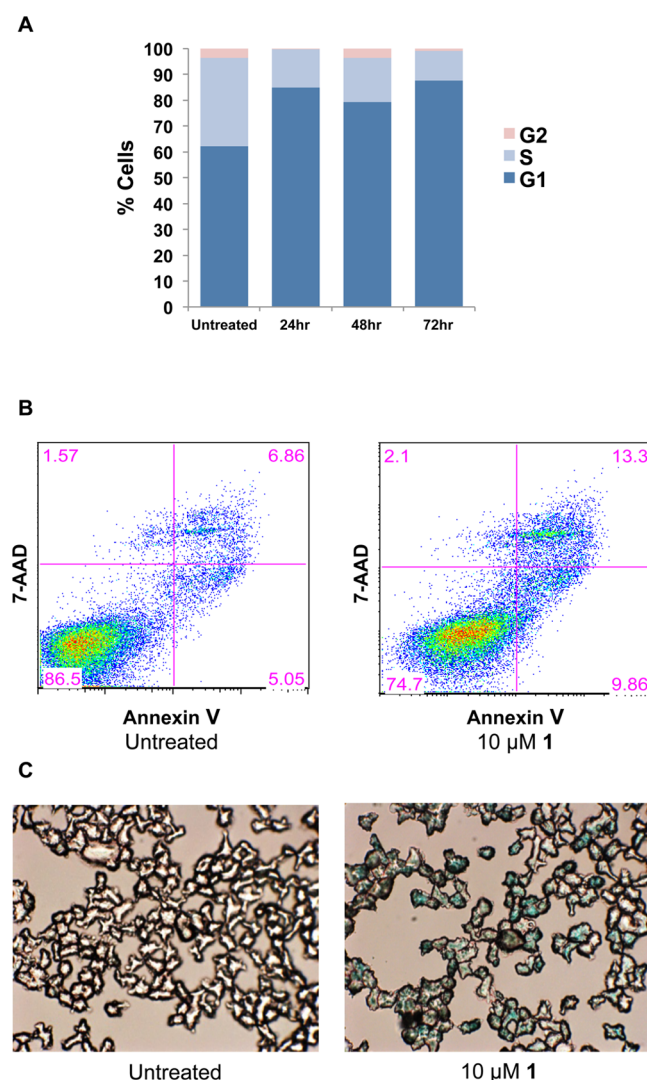 A
100
90
80
70
60
50
40
30
20
10
0
% Cells
Untreated 24hr 48hr 72hr
G2
S
G1
B
1.57 6.86
86.5 5.05
7-AAD
Annexin V
Untreated
2.1 13.3
74.7 9.86
7-AAD
Annexin V
10 μM 1
C
Untreated
10 μM 1